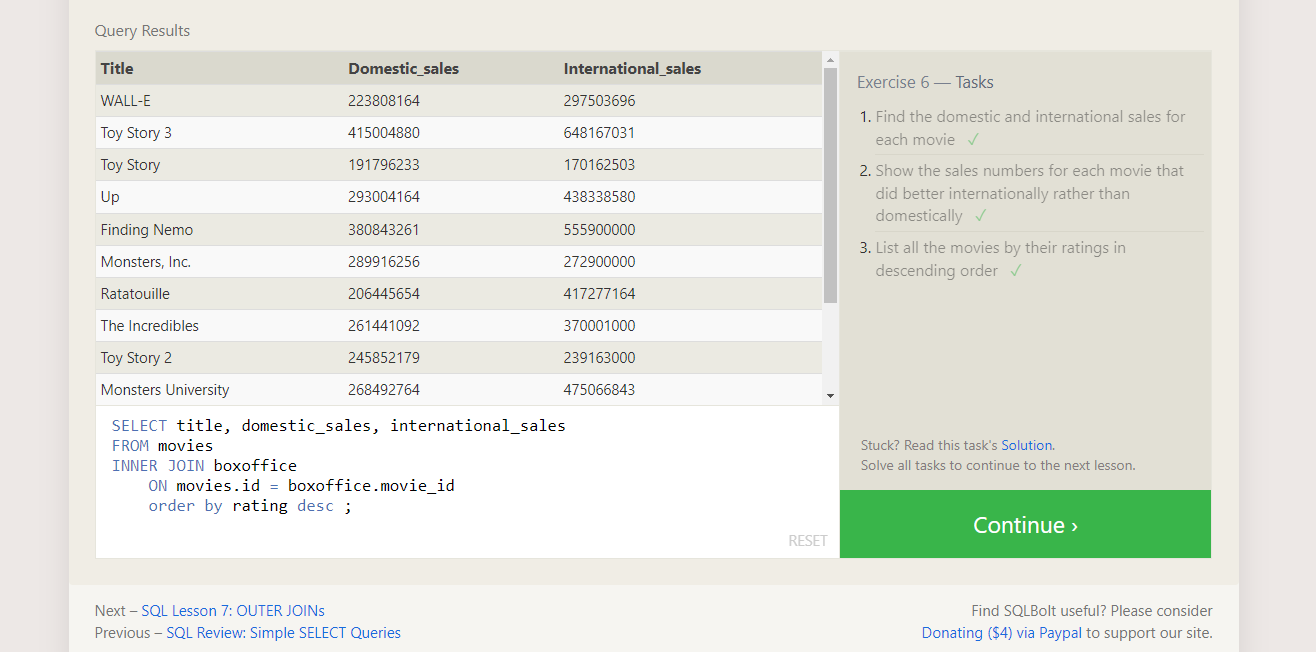 Query Results
Title Domestic_sales International_sales
WALL-E 223808164 297503696
Toy Story 3 415004880 648167031
Toy Story 191796233 170162503
Up 293004164 438338580
Finding Nemo 380843261 555900000
Monsters, Inc. 289916256 272900000
Ratatouille 206445654 417277164
The Incredibles 261441092 370001000
Toy Story 2 245852179 239163000
Monsters University 268492764 475066843
SELECT title, domestic_sales, international_sales
FROM movies
INNER JOIN boxoffice
    ON movies.id = boxoffice.movie_id
    order by rating desc ;
RESET
Exercise 6 — Tasks
1. Find the domestic and international sales for
each movie ✓
2. Show the sales numbers for each movie that
did better internationally rather than
domestically ✓
3. List all the movies by their ratings in
descending order ✓
Stuck? Read this task's Solution.
Solve all tasks to continue to the next lesson.
Continue ›
Next – SQL Lesson 7: OUTER JOINs
Previous – SQL Review: Simple SELECT Queries
Find SQLBolt useful? Please consider
Donating ($4) via Paypal to support our site.